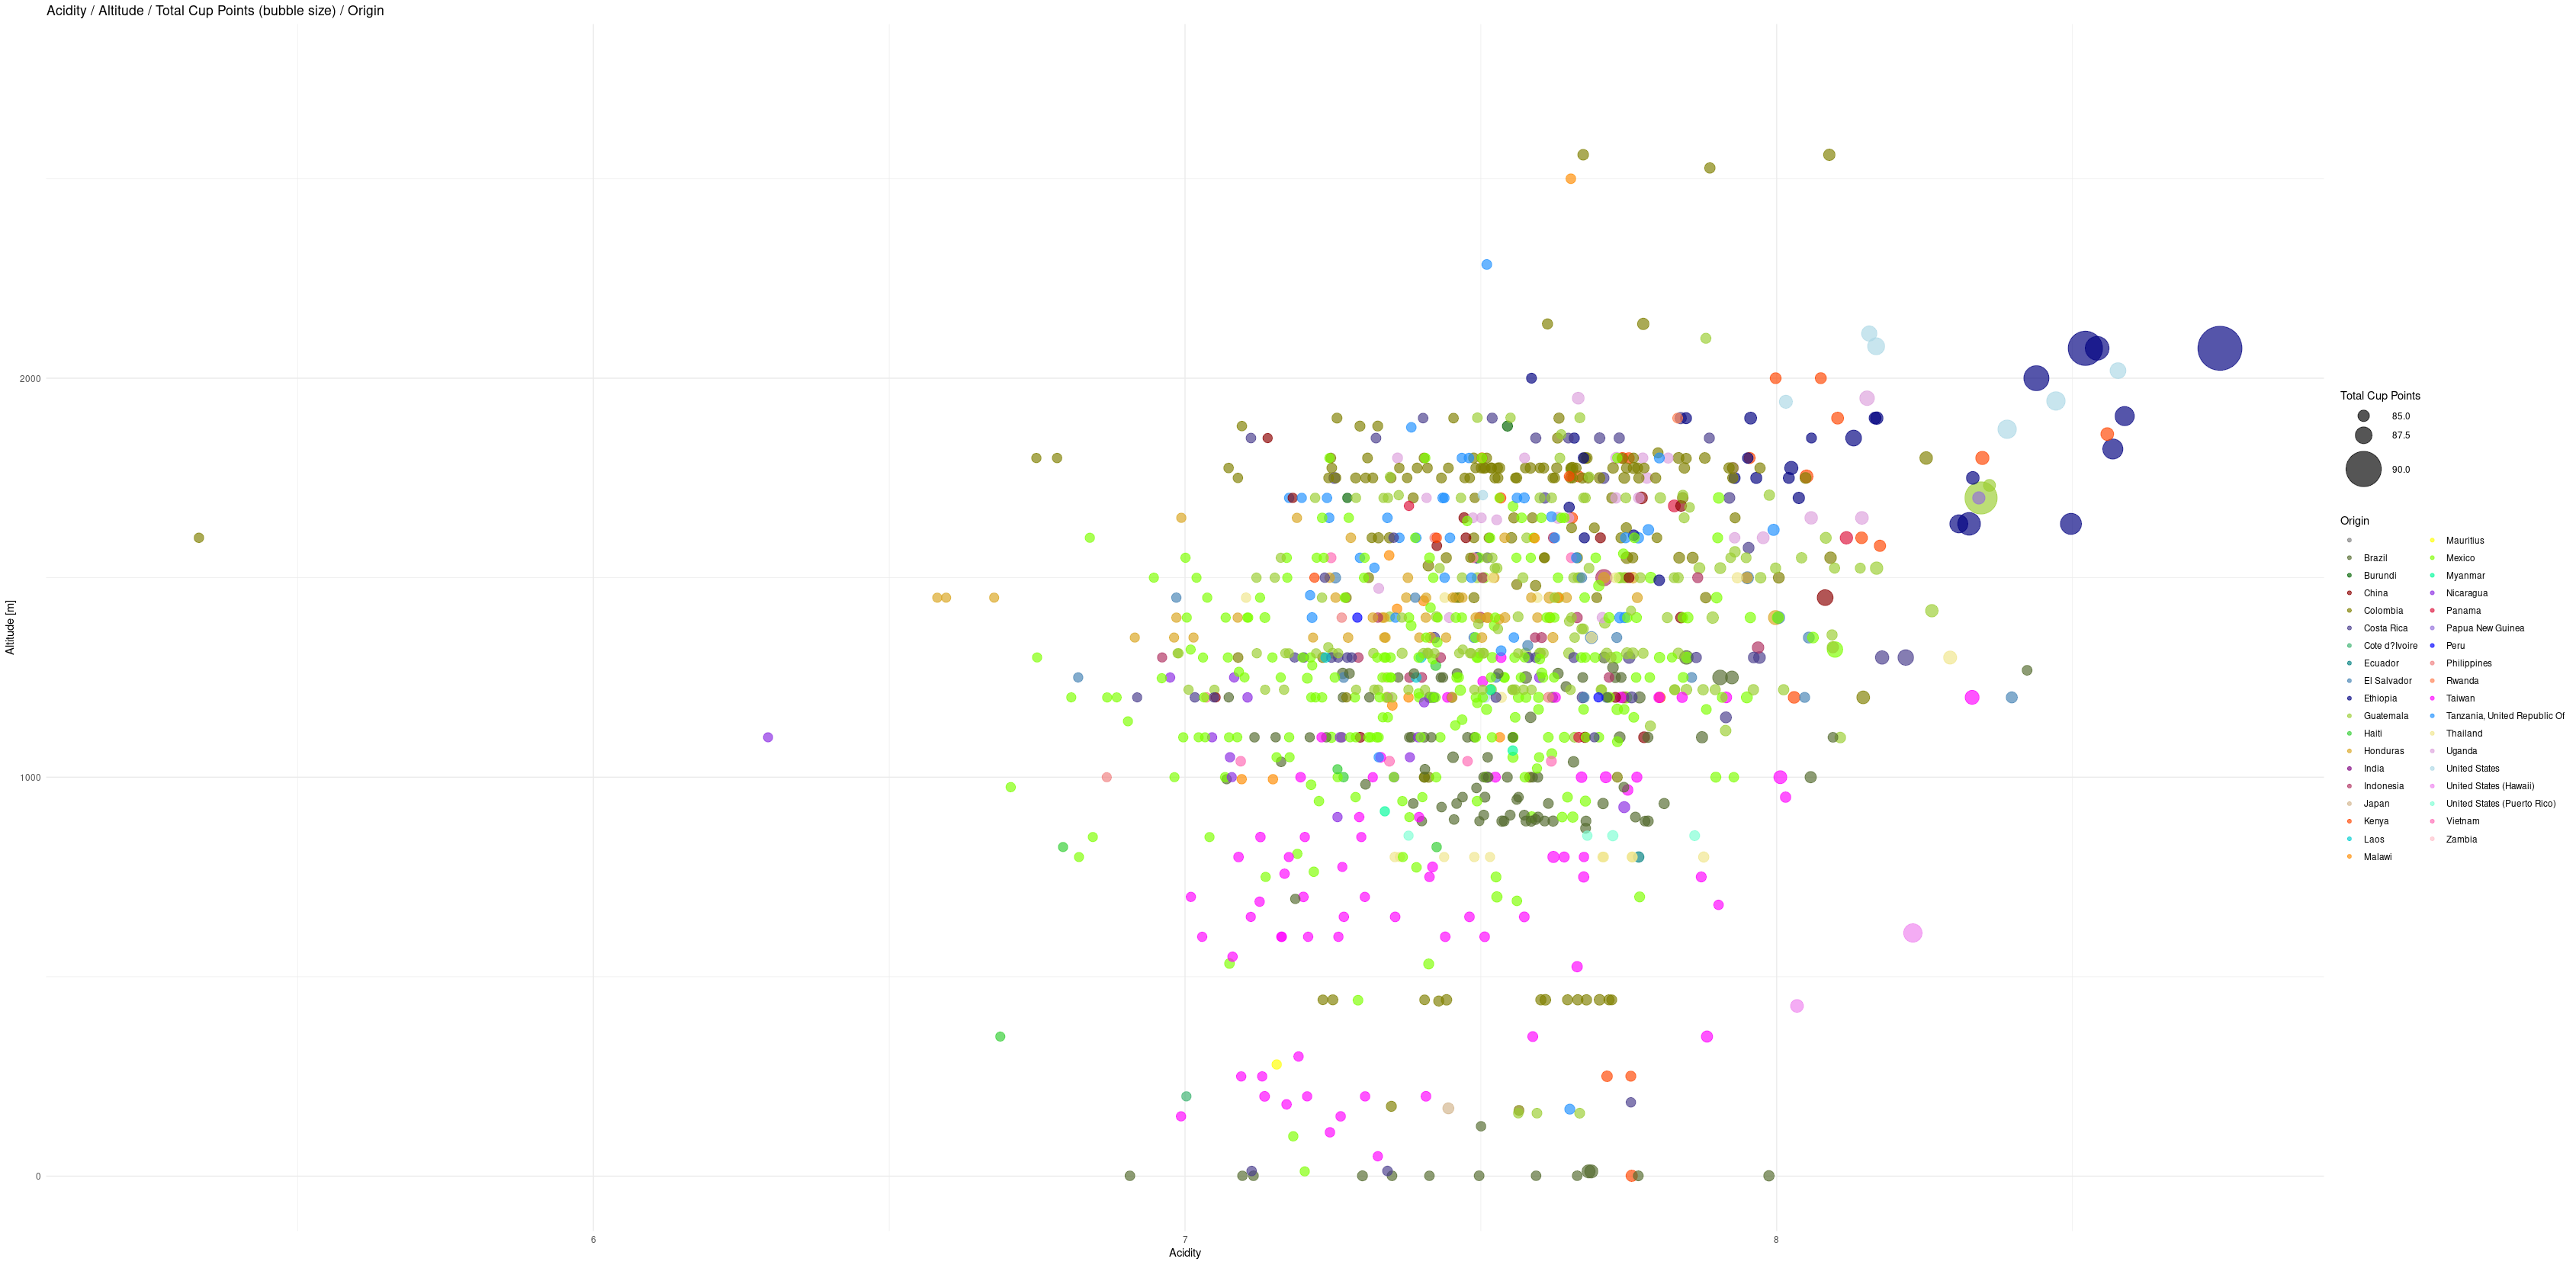 Acidity / Altitude / Total Cup Points (bubble size) / Origin
Altitude [m]
2000
1000
0
6
7
8
Acidity
Total Cup Points
85.0
87.5
90.0
Origin
Brazil
Burundi
China
Colombia
Costa Rica
Cote d?Ivoire
Ecuador
El Salvador
Ethiopia
Guatemala
Haiti
Honduras
India
Indonesia
Japan
Kenya
Laos
Malawi
Mauritius
Mexico
Myanmar
Nicaragua
Panama
Papua New Guinea
Peru
Philippines
Rwanda
Taiwan
Tanzania, United Republic Of
Thailand
Uganda
United States
United States (Hawaii)
United States (Puerto Rico)
Vietnam
Zambia